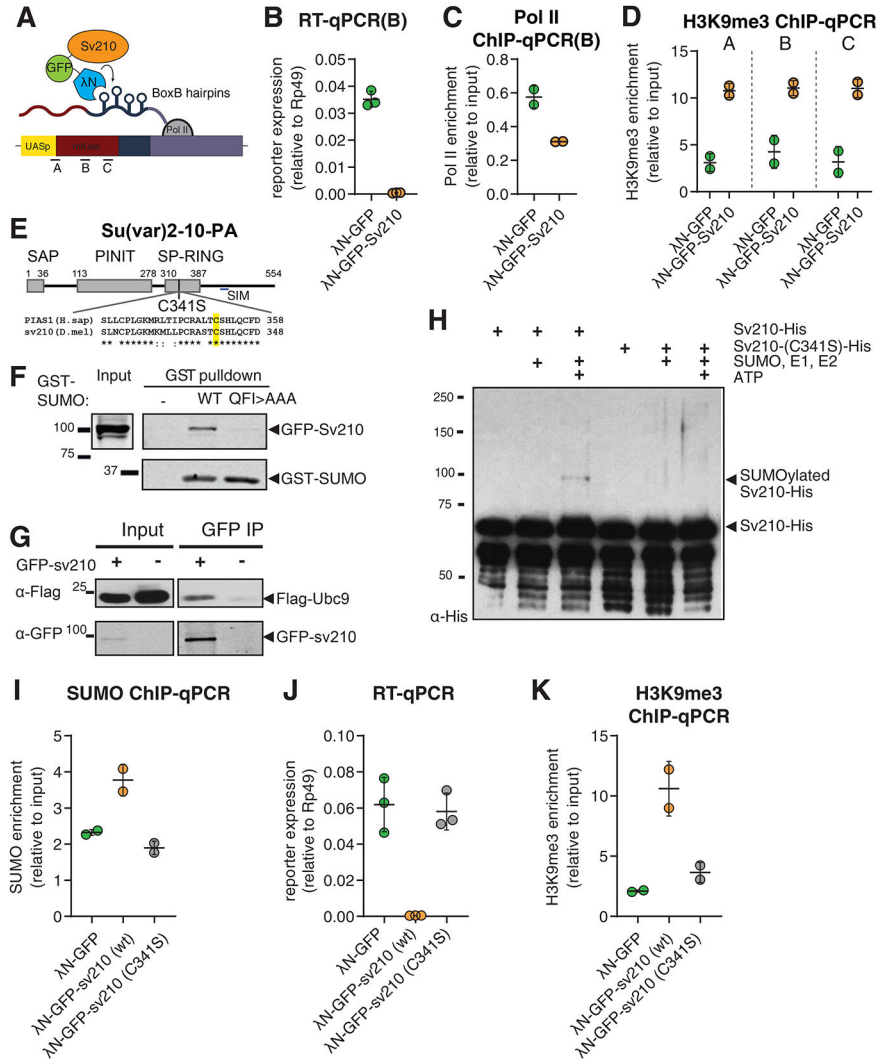 A
Sv210
GFP
λN
BoxB hairpins
Pol II
UASp
mKate
A
B
C
B
RT-qPCR(B)
reporter expression
(relative to Rp49)
0.05
0.04
0.03
0.02
0.01
0.00
λN-GFP
λN-GFP-Sv210
C
Pol II
ChIP-qPCR(B)
Pol II enrichment
(relative to input)
0.8
0.6
0.4
0.2
0.0
λN-GFP
λN-GFP-Sv210
D
H3K9me3 ChIP-qPCR
A
B
C
H3K9me3 enrichment
(relative to input)
15
10
5
0
λN-GFP
λN-GFP-Sv210
λN-GFP
λN-GFP-Sv210
λN-GFP
λN-GFP-Sv210
E
Su(var)2-10-PA
SAP PINIT SP-RING
1 36 113 278 310 387 554
SIM
C341S
PIAS1(H.sap) SLLCPLGKMRLTIPCRALTCSHLQCFD 358
sv210(D.mel) SLNCPLGKMKMLLPCRASTCSHLQCFD 348
** ******:: :**** *********
F
GST-
SUMO:
Input
GST pulldown
- WT QFI>AAA
100
75
37
GFP-Sv210
GST-SUMO
G
Input GFP IP
GFP-sv210 + - + -
α-Flag 25 Flag-Ubc9
α-GFP 100 GFP-sv210
H
+ + + Sv210-His
+ + + Sv210-(C341S)-His
+ + + + SUMO, E1, E2
+ + ATP
250
150
100
75
50
SUMOylated
Sv210-His
Sv210-His
α-His
I
SUMO ChIP-qPCR
SUMO enrichment
(relative to input)
5
4
3
2
1
0
λN-GFP
λN-GFP-sv210 (wt)
λN-GFP-sv210 (C341S)
J
RT-qPCR
reporter expression
(relative to Rp49)
0.10
0.08
0.06
0.04
0.02
0.00
λN-GFP
λN-GFP-sv210 (wt)
λN-GFP-sv210 (C341S)
K
H3K9me3
ChIP-qPCR
H3K9me3 enrichment
(relative to input)
15
10
5
0
λN-GFP
λN-GFP-sv210 (wt)
λN-GFP-sv210 (C341S)